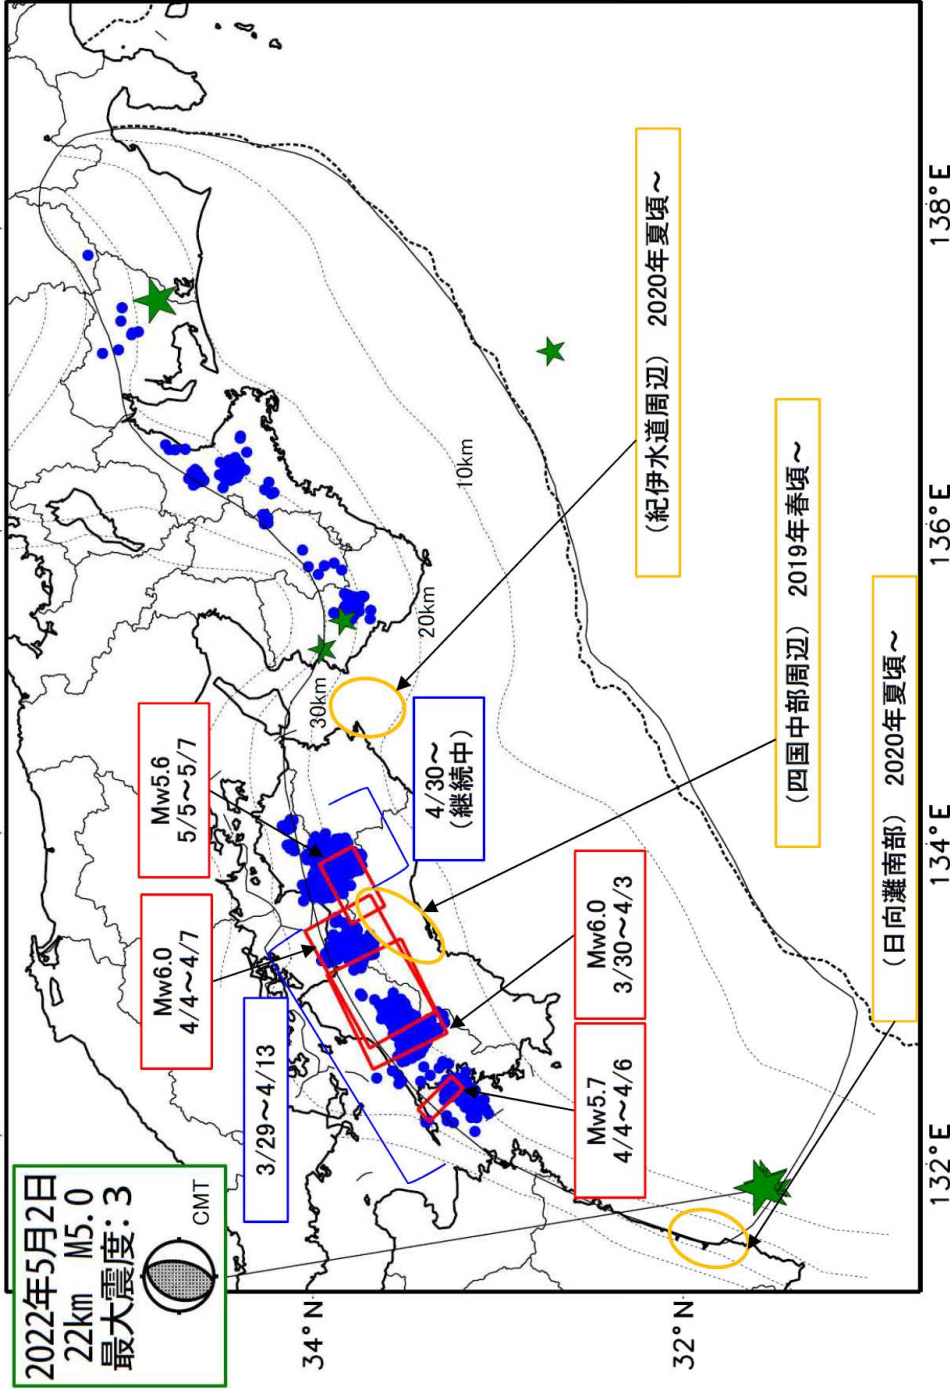 2022年5月2日
22km M5.0
最大震度:3
CMT
3/29~4/13
Mw6.0
4/4~4/7
Mw5.6
5/5~5/7
4/30~
(継続中)
Mw5.7
4/4~4/6
Mw6.0
3/30~4/3
30km
20km
10km
(紀伊水道周辺) 2020年夏頃~
(四国中部周辺) 2019年春頃~
(日向灘南部) 2020年夏頃~
34°N
32°N
132°E
134°E
136°E
138°E